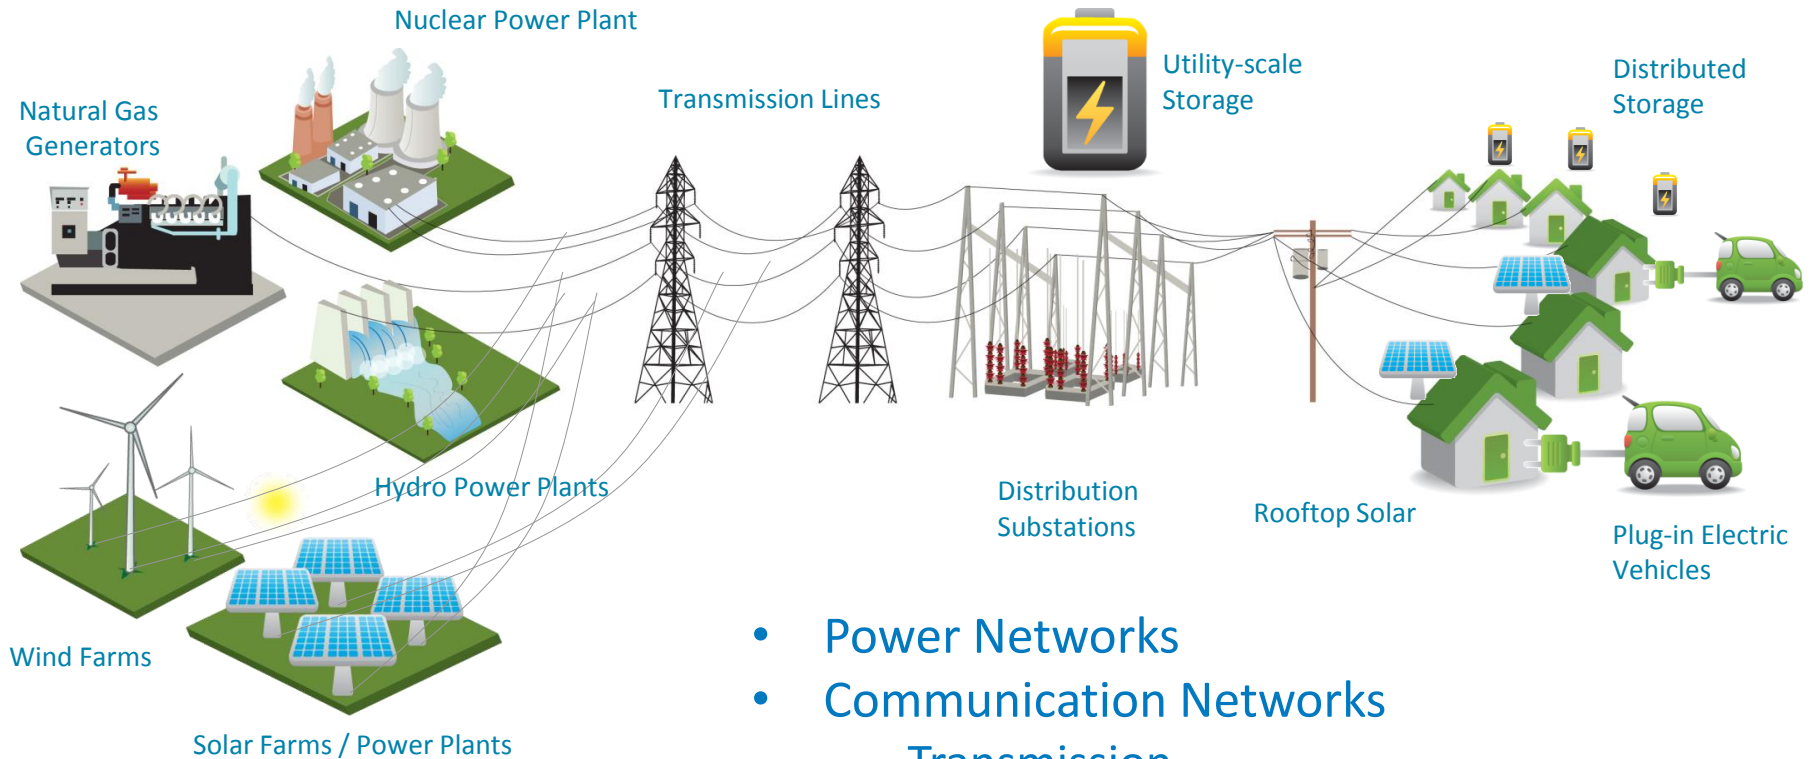 Nuclear Power Plant
Natural Gas
Generators
Transmission Lines
Utility-scale
Storage
Distributed
Storage
Hydro Power Plants
Distribution
Substations
Rooftop Solar
Plug-in Electric
Vehicles
Wind Farms
Solar Farms / Power Plants
• Power Networks
• Communication Networks
Transmission